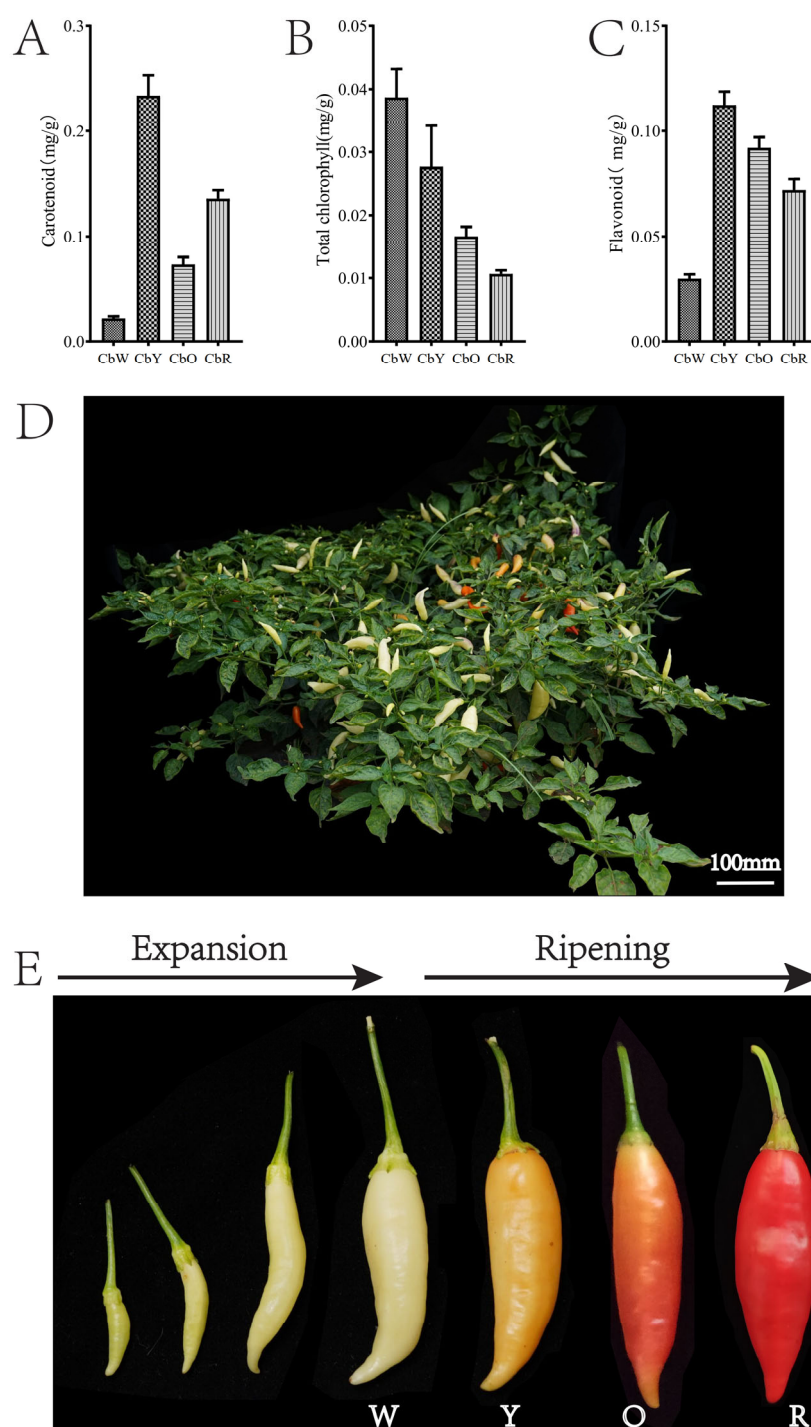 A
Carotenoid (mg/g)
0.3
0.2
0.1
0.0
CbW CbY CbO CbR
B
Total chlorophyll(mg/g)
0.05
0.04
0.03
0.02
0.01
0.00
CbW CbY CbO CbR
C
Flavonoid ( mg/g)
0.15
0.10
0.05
0.00
CbW CbY CbO CbR
D
100mm
E
Expansion
Ripening
W Y O R